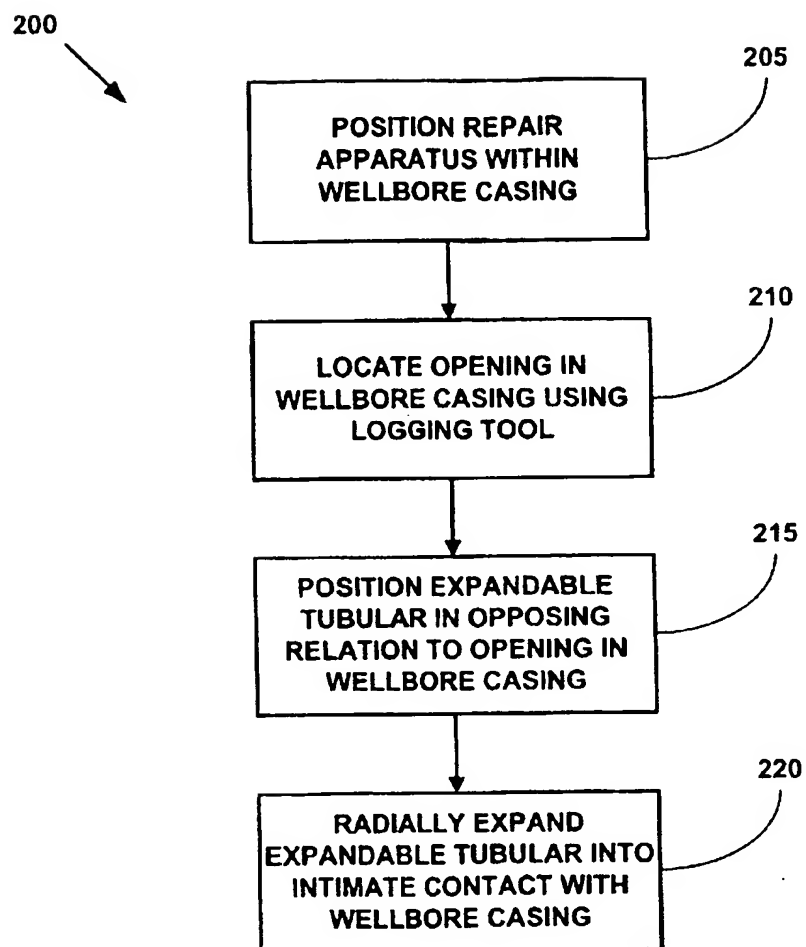 200
205
POSITION REPAIR
APPARATUS WITHIN
WELLBORE CASING
210
LOCATE OPENING IN
WELLBORE CASING USING
LOGGING TOOL
215
POSITION EXPANDABLE
TUBULAR IN OPPOSING
RELATION TO OPENING IN
WELLBORE CASING
220
RADIALLY EXPAND
EXPANDABLE TUBULAR INTO
INTIMATE CONTACT WITH
WELLBORE CASING